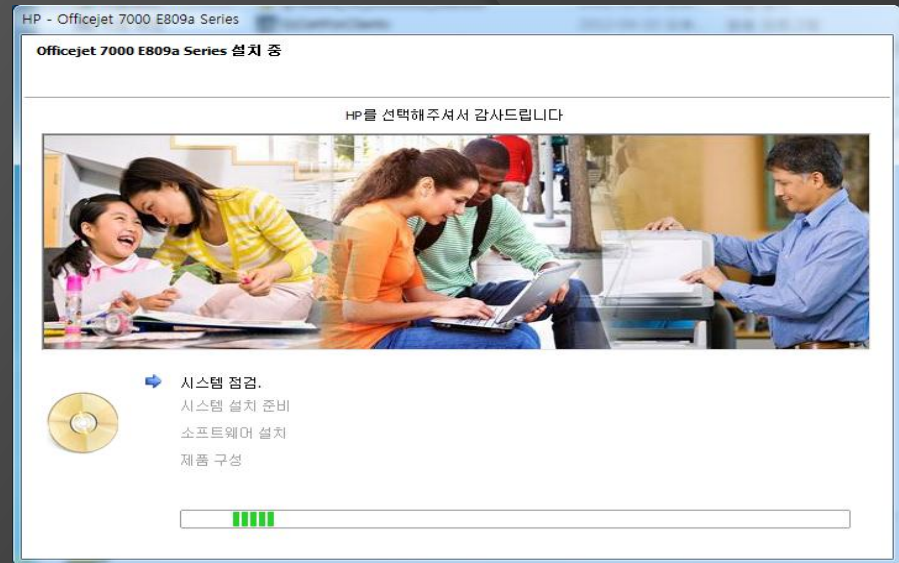 HP - Officejet 7000 E809a Series
Officejet 7000 E809a Series 설치 중
HP를 선택해주셔서 감사드립니다
시스템 점검.
시스템 설치 준비
소프트웨어 설치
제품 구성